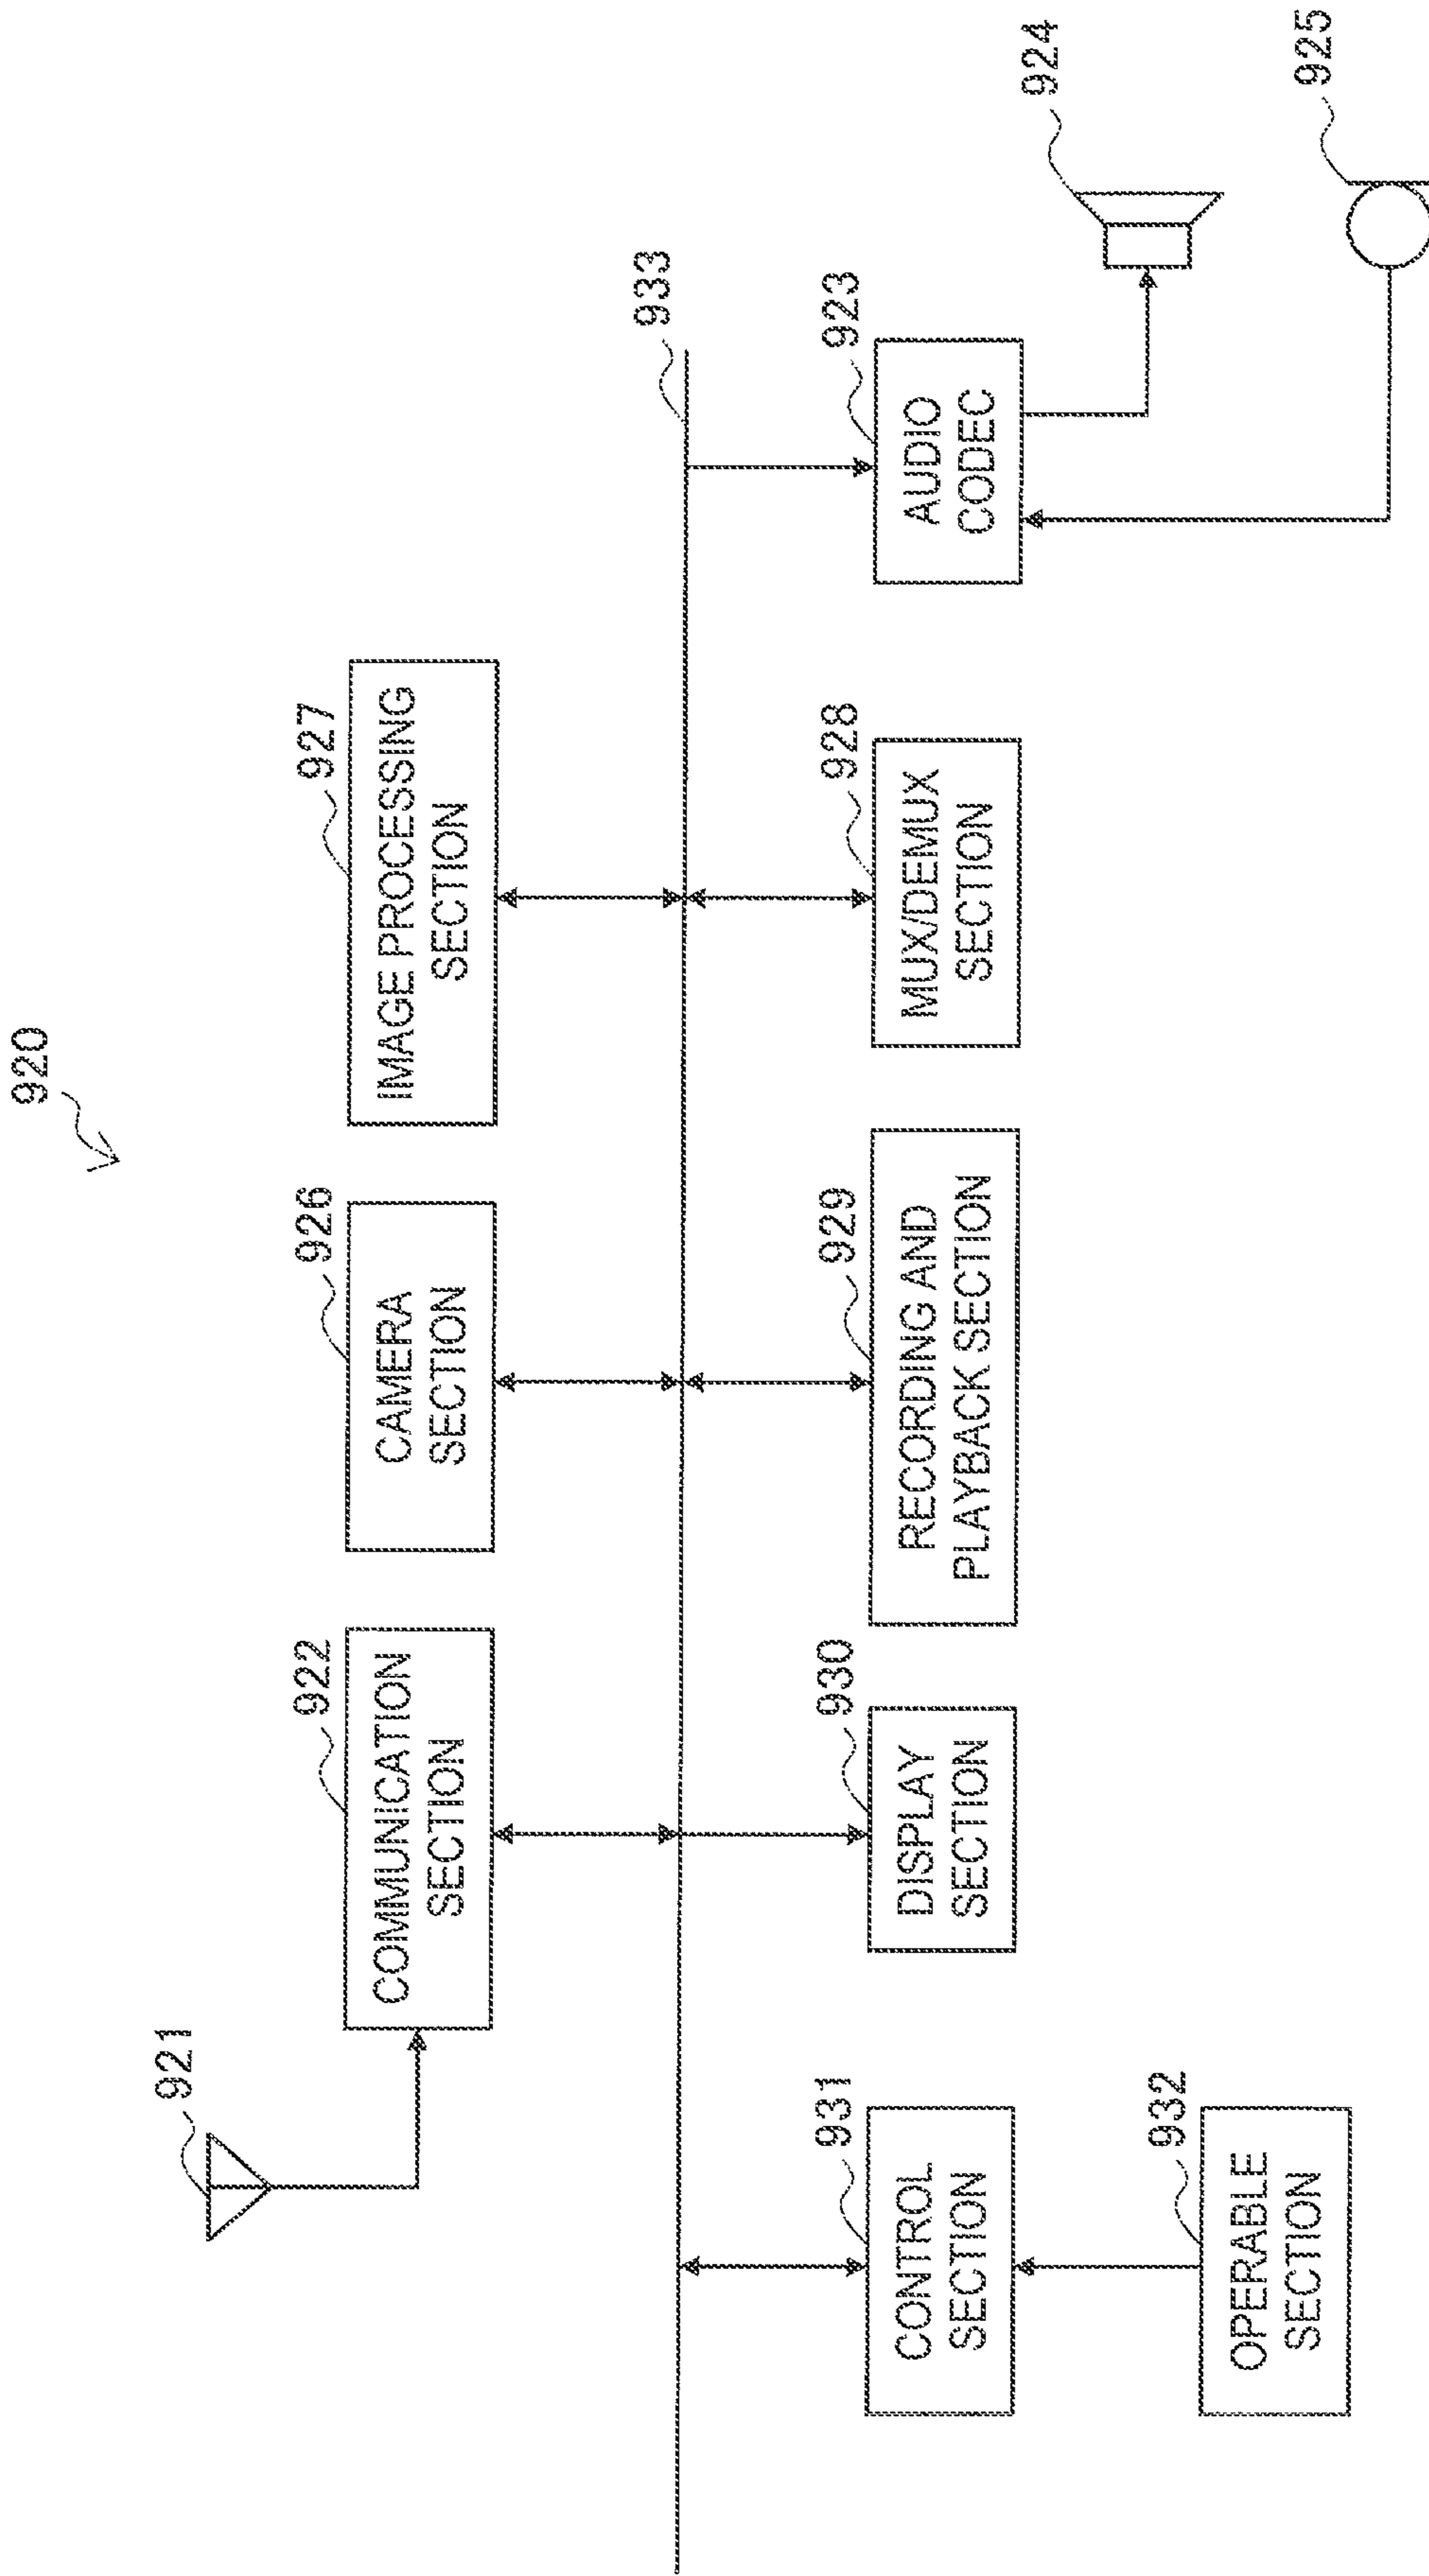 920
921
922
COMMUNICATION
SECTION
926
CAMERA
SECTION
927
IMAGE PROCESSING
SECTION
933
931
CONTROL
SECTION
930
DISPLAY
SECTION
929
RECORDING AND
PLAYBACK SECTION
928
MUX/DEMUX
SECTION
923
AUDIO
CODEC
924
932
OPERABLE
SECTION
925